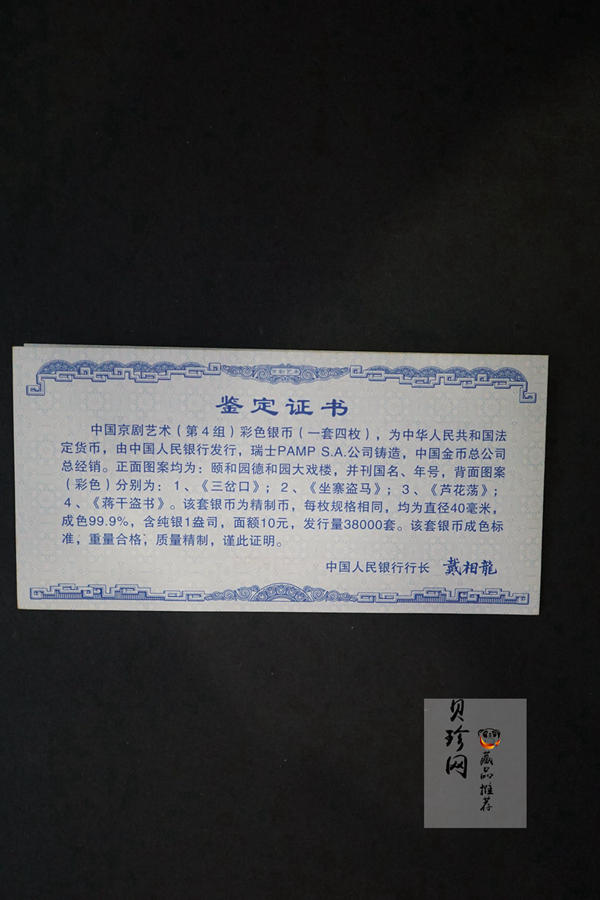 鉴定证书
中国京剧艺术（第4组）彩色银币（一套四枚），为中华人民共和国法
定货币，由中国人民银行发行，瑞士PAMP S.A.公司铸造，中国金币总公司
总经销。正面图案均为：颐和园德和园大戏楼，并刊国名、年号，背面图案
（彩色）分别为：1、《三岔口》；2、《坐寨盗马》；3、《芦花荡》；
4、《蒋干盗书》。该套银币为精制币，每枚规格相同，均为直径40毫米，
成色99.9%，含纯银1盎司，面额10元，发行量38000套。该套银币成色标
准，重量合格，质量精制，谨此证明。
中国人民银行行长 戴相龍
贝珍网
藏品推荐